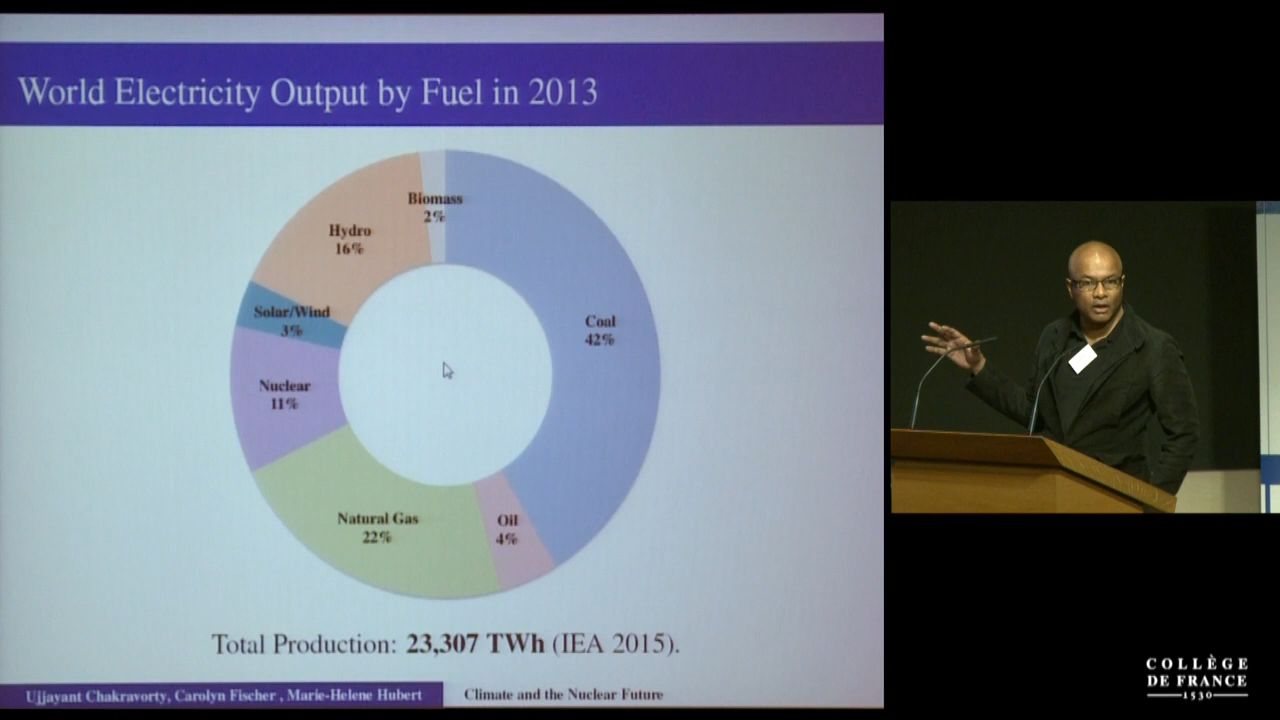 World Electricity Output by Fuel in 2013
Biomass
2%
Hydro
16%
Solar/Wind
3%
Coal
42%
Nuclear
11%
Natural Gas
22%
Oil
4%
Total Production: 23,307 TWh (IEA 2015).
Ujjayant Chakravorty, Carolyn Fischer , Marie-Helene Hubert
Climate and the Nuclear Future
COLLÈGE
DE FRANCE
1530